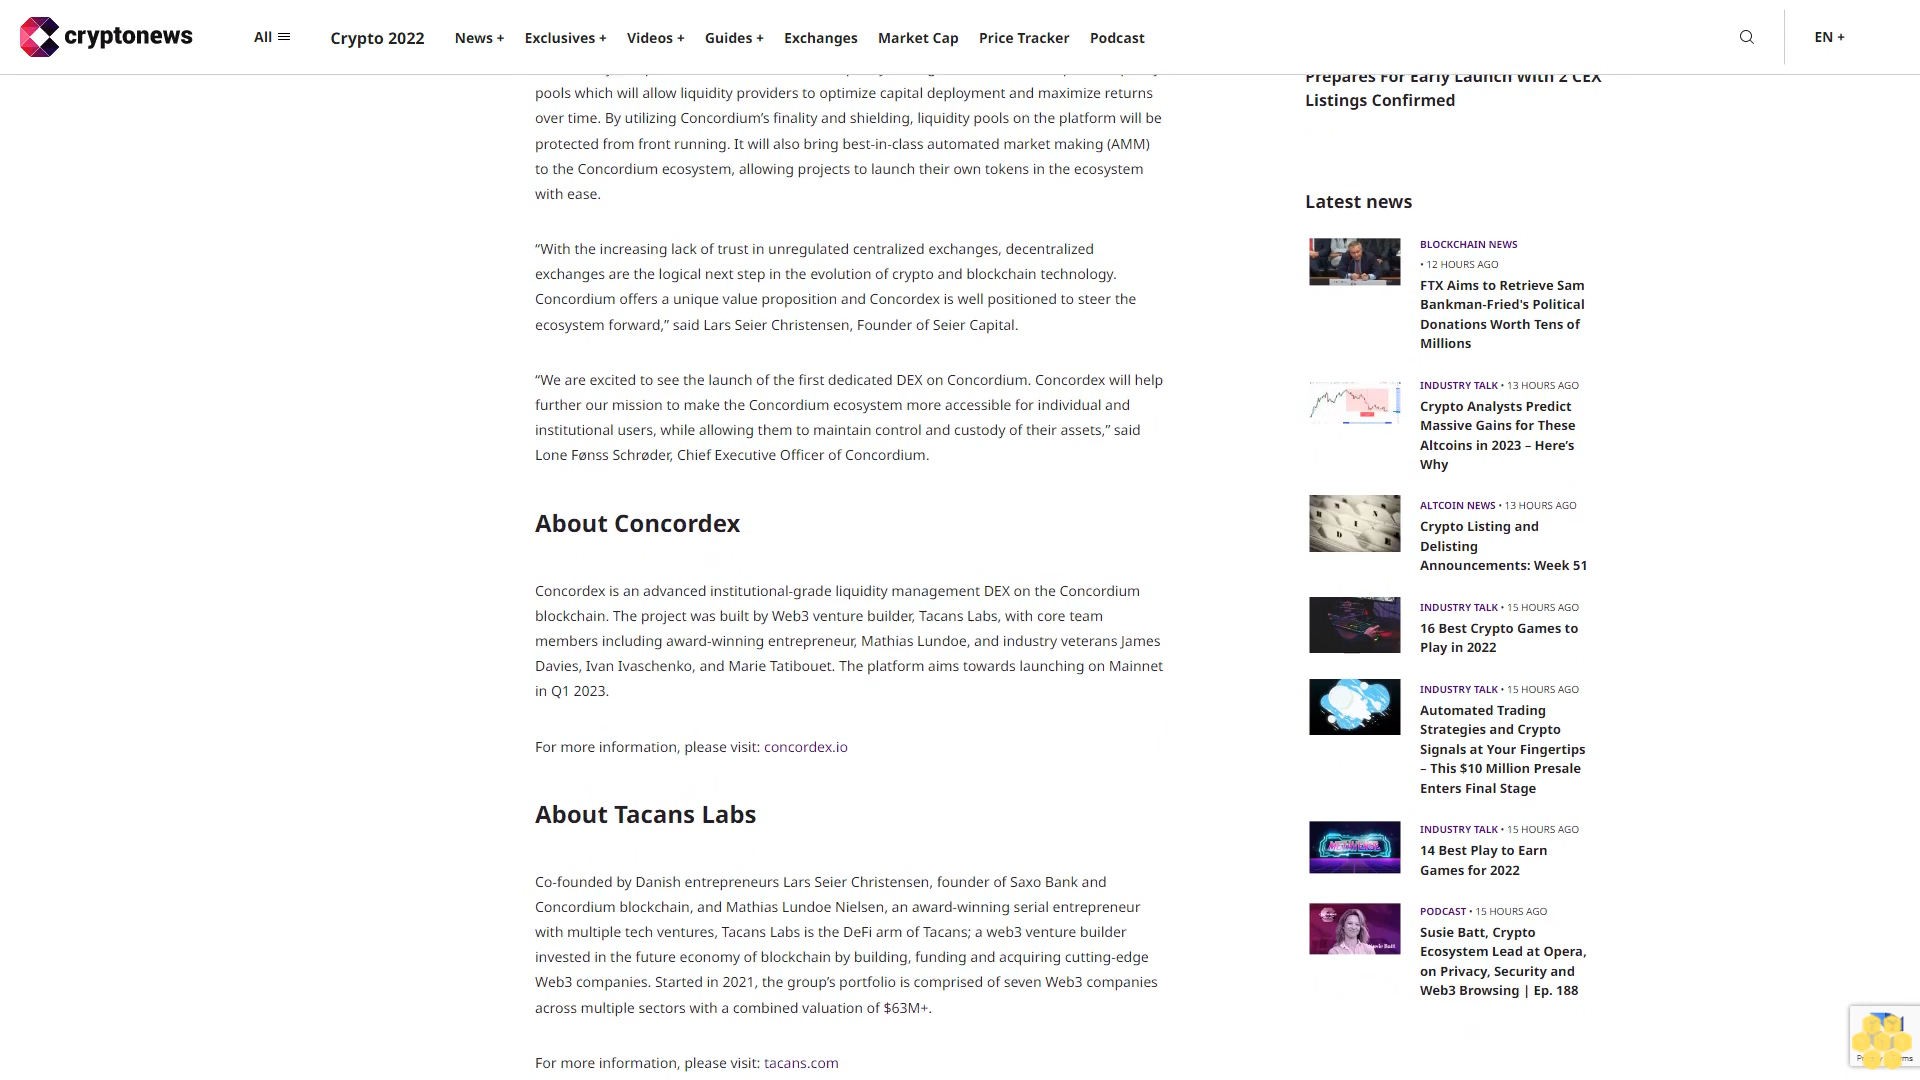 cryptonews
All
Crypto 2022
News +
Exclusives +
Videos +
Guides +
Exchanges
Market Cap
Price Tracker
Podcast
EN +
pools which will allow liquidity providers to optimize capital deployment and maximize returns
over time. By utilizing Concordium’s finality and shielding, liquidity pools on the platform will be
protected from front running. It will also bring best-in-class automated market making (AMM)
to the Concordium ecosystem, allowing projects to launch their own tokens in the ecosystem
with ease.
“With the increasing lack of trust in unregulated centralized exchanges, decentralized
exchanges are the logical next step in the evolution of crypto and blockchain technology.
Concordium offers a unique value proposition and Concordex is well positioned to steer the
ecosystem forward,” said Lars Seier Christensen, Founder of Seier Capital.
“We are excited to see the launch of the first dedicated DEX on Concordium. Concordex will help
further our mission to make the Concordium ecosystem more accessible for individual and
institutional users, while allowing them to maintain control and custody of their assets,” said
Lone Fønss Schrøder, Chief Executive Officer of Concordium.
About Concordex
Concordex is an advanced institutional-grade liquidity management DEX on the Concordium
blockchain. The project was built by Web3 venture builder, Tacans Labs, with core team
members including award-winning entrepreneur, Mathias Lundoe, and industry veterans James
Davies, Ivan Ivaschenko, and Marie Tatibouet. The platform aims towards launching on Mainnet
in Q1 2023.
For more information, please visit: concordex.io
About Tacans Labs
Co-founded by Danish entrepreneurs Lars Seier Christensen, founder of Saxo Bank and
Concordium blockchain, and Mathias Lundoe Nielsen, an award-winning serial entrepreneur
with multiple tech ventures, Tacans Labs is the DeFi arm of Tacans; a web3 venture builder
invested in the future economy of blockchain by building, funding and acquiring cutting-edge
Web3 companies. Started in 2021, the group’s portfolio is comprised of seven Web3 companies
across multiple sectors with a combined valuation of $63M+.
For more information, please visit: tacans.com
Prepares For Early Launch With 2 CEX
Listings Confirmed
Latest news
BLOCKCHAIN NEWS
• 12 HOURS AGO
FTX Aims to Retrieve Sam
Bankman-Fried's Political
Donations Worth Tens of
Millions
INDUSTRY TALK • 13 HOURS AGO
Crypto Analysts Predict
Massive Gains for These
Altcoins in 2023 – Here’s
Why
ALTCOIN NEWS • 13 HOURS AGO
Crypto Listing and
Delisting
Announcements: Week 51
INDUSTRY TALK • 15 HOURS AGO
16 Best Crypto Games to
Play in 2022
INDUSTRY TALK • 15 HOURS AGO
Automated Trading
Strategies and Crypto
Signals at Your Fingertips
– This $10 Million Presale
Enters Final Stage
INDUSTRY TALK • 15 HOURS AGO
14 Best Play to Earn
Games for 2022
METAVERSE
PODCAST • 15 HOURS AGO
Susie Batt, Crypto
Ecosystem Lead at Opera,
on Privacy, Security and
Web3 Browsing | Ep. 188
Susie Batt